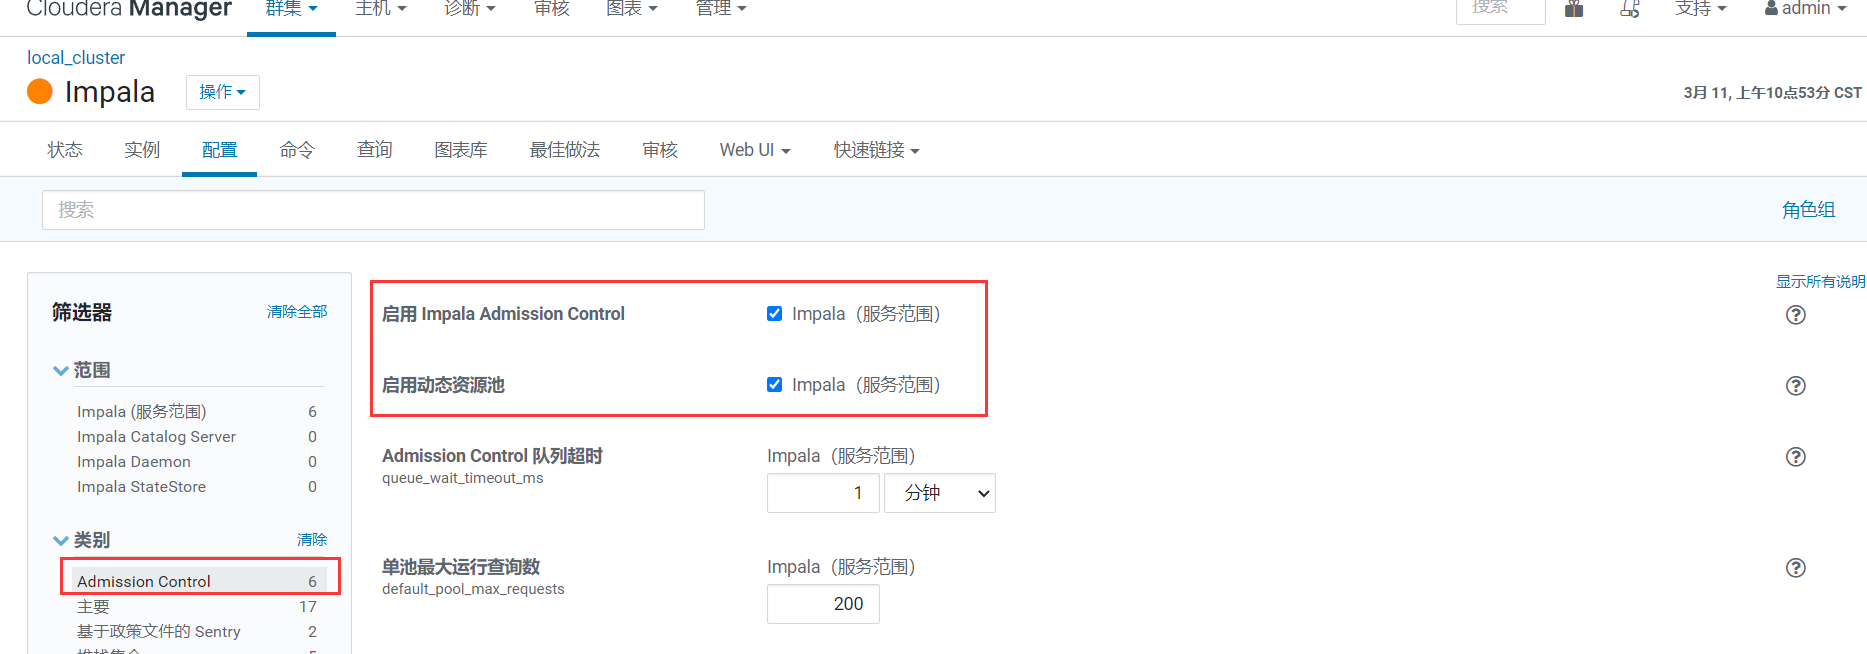 Cloudera Manager 群集 主机 诊断 审核 图表 管理 搜索 支持 admin
local_cluster
Impala 操作
3月 11, 上午10点53分 CST
状态 实例 配置 命令 查询 图表库 最佳做法 审核 Web UI 快速链接
搜索 角色组
显示所有说明
筛选器 清除全部
启用 Impala Admission Control Impala（服务范围）
范围
启用动态资源池 Impala（服务范围）
Impala (服务范围) 6
Impala Catalog Server 0
Impala Daemon 0
Impala StateStore 0
Admission Control 队列超时 Impala（服务范围）
queue_wait_timeout_ms
1 分钟
类别 清除
Admission Control 6
主要 17
基于政策文件的 Sentry 2
单池最大运行查询数 Impala（服务范围）
default_pool_max_requests
200